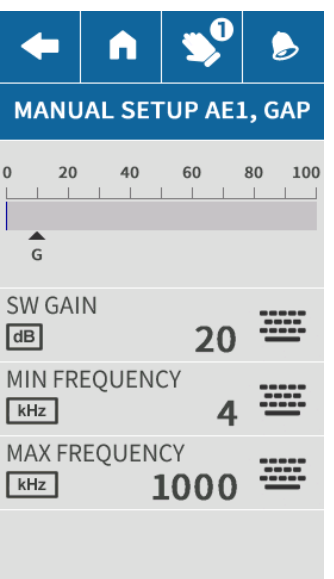 1
MANUAL SETUP AE1, GAP
0 20 40 60 80 100
G
SW GAIN
dB 20
MIN FREQUENCY
kHz 4
MAX FREQUENCY
kHz 1000